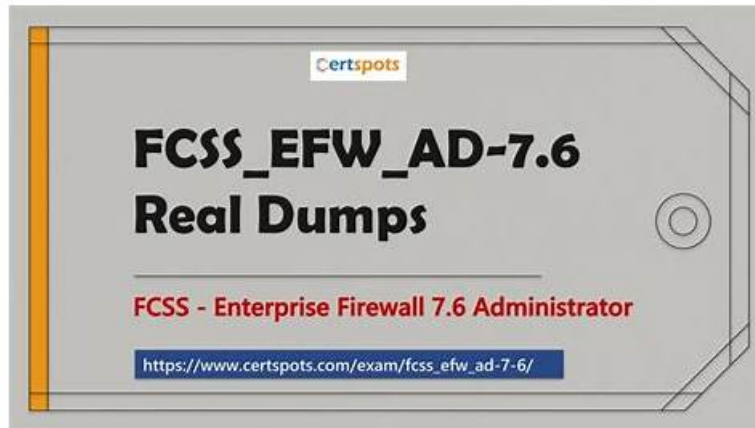 Certspots
FCSS_EFW_AD-7.6
Real Dumps
FCSS - Enterprise Firewall 7.6 Administrator
https://www.certspots.com/exam/fcss_efw_ad-7-6/